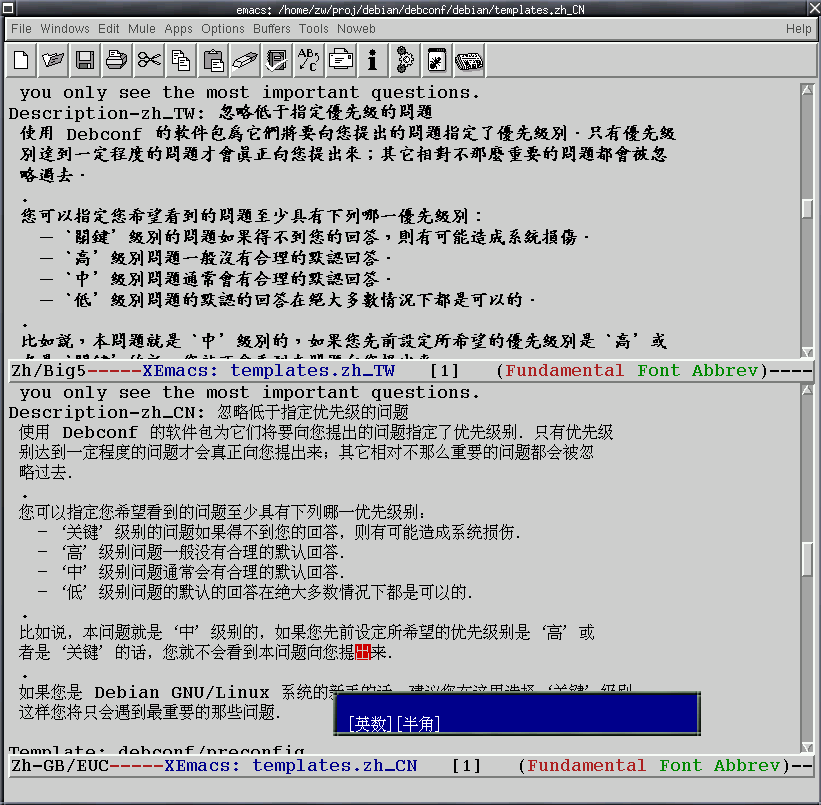 emacs: /home/zw/proj/debian/debconf/debian/templates.zh_CN
File Windows Edit Mule Apps Options Buffers Tools Noweb Help
you only see the most important questions.
Description-zh_TW: 忽略低于指定優先級的問題
使用 Debconf 的軟件包爲它們將要向您提出的問題指定了優先級別．只有優先級
別達到一定程度的問題才會眞正向您提出來；其它相對不那麼重要的問題都會被忽
略過去．
.
您可以指定您希望看到的問題至少具有下列哪一優先級別：
－‵關鍵’級別的問題如果得不到您的回答，則有可能造成系統損傷．
－‵高’級別問題一般沒有合理的默認回答．
－‵中’級別問題通常會有合理的默認回答．
－‵低’級別問題的默認的回答在絕大多數情況下都是可以的．
.
比如説，本問題就是‵中’級別的，如果您先前設定所希望的優先級別是‵高’或
Zh/Big5-----XEmacs: templates.zh_TW [1] (Fundamental Font Abbrev)----
you only see the most important questions.
Description-zh_CN: 忽略低于指定优先级的问题
使用 Debconf 的软件包为它们将要向您提出的问题指定了优先级别．只有优先级
别达到一定程度的问题才会真正向您提出来；其它相对不那么重要的问题都会被忽
略过去．
.
您可以指定您希望看到的问题至少具有下列哪一优先级别：
－‘关键’级别的问题如果得不到您的回答，则有可能造成系统损伤．
－‘高’级别问题一般没有合理的默认回答．
－‘中’级别问题通常会有合理的默认回答．
－‘低’级别问题的默认的回答在绝大多数情况下都是可以的．
.
比如说，本问题就是‘中’级别的，如果您先前设定所希望的优先级别是‘高’或
者是‘关键’的话，您就不会看到本问题向您提出来．
.
如果您是 Debian GNU/Linux 系统的新手的话，建议您在这里选择‘关键’级别
这样您将只会遇到最重要的那些问题．
[英数][半角]
Template: debconf/preconfig
Zh-GB/EUC-----XEmacs: templates.zh_CN [1] (Fundamental Font Abbrev)--